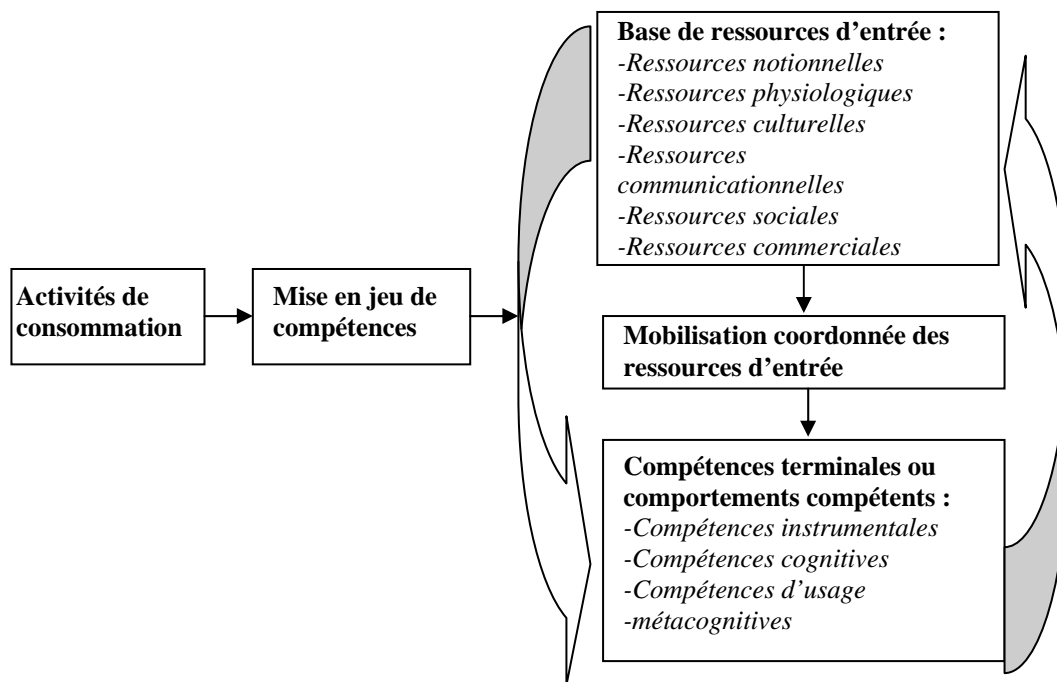 Base de ressources d’entrée :
-Ressources notionnelles
-Ressources physiologiques
-Ressources culturelles
-Ressources
communicationnelles
-Ressources sociales
-Ressources commerciales
Activités de
consommation
Mise en jeu de
compétences
Mobilisation coordonnée des
ressources d’entrée
Compétences terminales ou
comportements compétents :
-Compétences instrumentales
-Compétences cognitives
-Compétences d’usage
-métacognitives